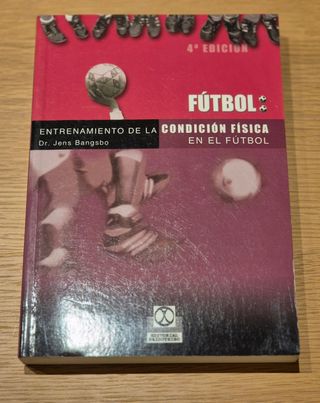 4ª EDICIÓN
FÚTBOL:
ENTRENAMIENTO DE LA CONDICIÓN FÍSICA
Dr. Jens Bangsbo EN EL FÚTBOL
EDITORIAL
PAIDOTRIBO